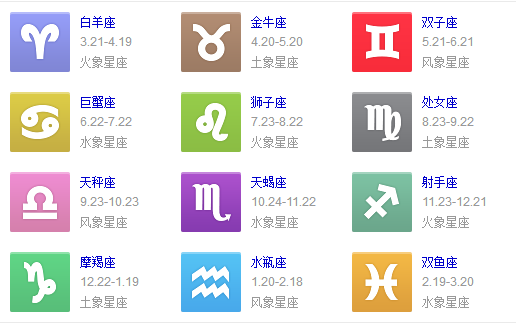 白羊座
3.21-4.19
火象星座
金牛座
4.20-5.20
土象星座
双子座
5.21-6.21
风象星座
巨蟹座
6.22-7.22
水象星座
狮子座
7.23-8.22
火象星座
处女座
8.23-9.22
土象星座
天秤座
9.23-10.23
风象星座
天蝎座
10.24-11.22
水象星座
射手座
11.23-12.21
火象星座
摩羯座
12.22-1.19
土象星座
水瓶座
1.20-2.18
风象星座
双鱼座
2.19-3.20
水象星座